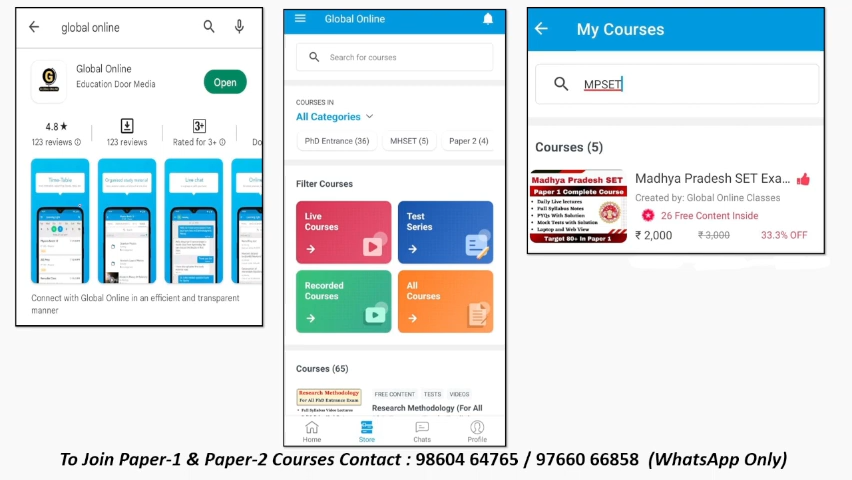 global online
Global Online
Education Door Media
Open
4.8★
123 reviews
123 reviews
3+
Rated for 3+
Do
Time Table
Organised study material
Live chat
Connect with Global Online in an efficient and transparent
manner
Global Online
Search for courses
COURSES IN
All Categories
PhD Entrance (36)
MHSET (5)
Paper 2 (4)
Filter Courses
Live
Courses
Test
Series
Recorded
Courses
All
Courses
Courses (65)
Research Methodology
For All PhD Entrance Exam
• Full Syllabus Video Lectures
FREE CONTENT TESTS VIDEOS
Research Methodology (For All
Home Store Chats Profile
My Courses
MPSET
Courses (5)
Madhya Pradesh SET
Paper 1 Complete Course
• Daily Live lectures
• Full Syllabus Notes
• PYQs With Solution
• Mock Tests with Solution
• Laptop and Web View
Target 80+ In Paper 1
Madhya Pradesh SET Exa...
Created by: Global Online Classes
26 Free Content Inside
₹ 2,000 ₹ 3,000 33.3% OFF
To Join Paper-1 & Paper-2 Courses Contact : 98604 64765 / 97660 66858 (WhatsApp Only)